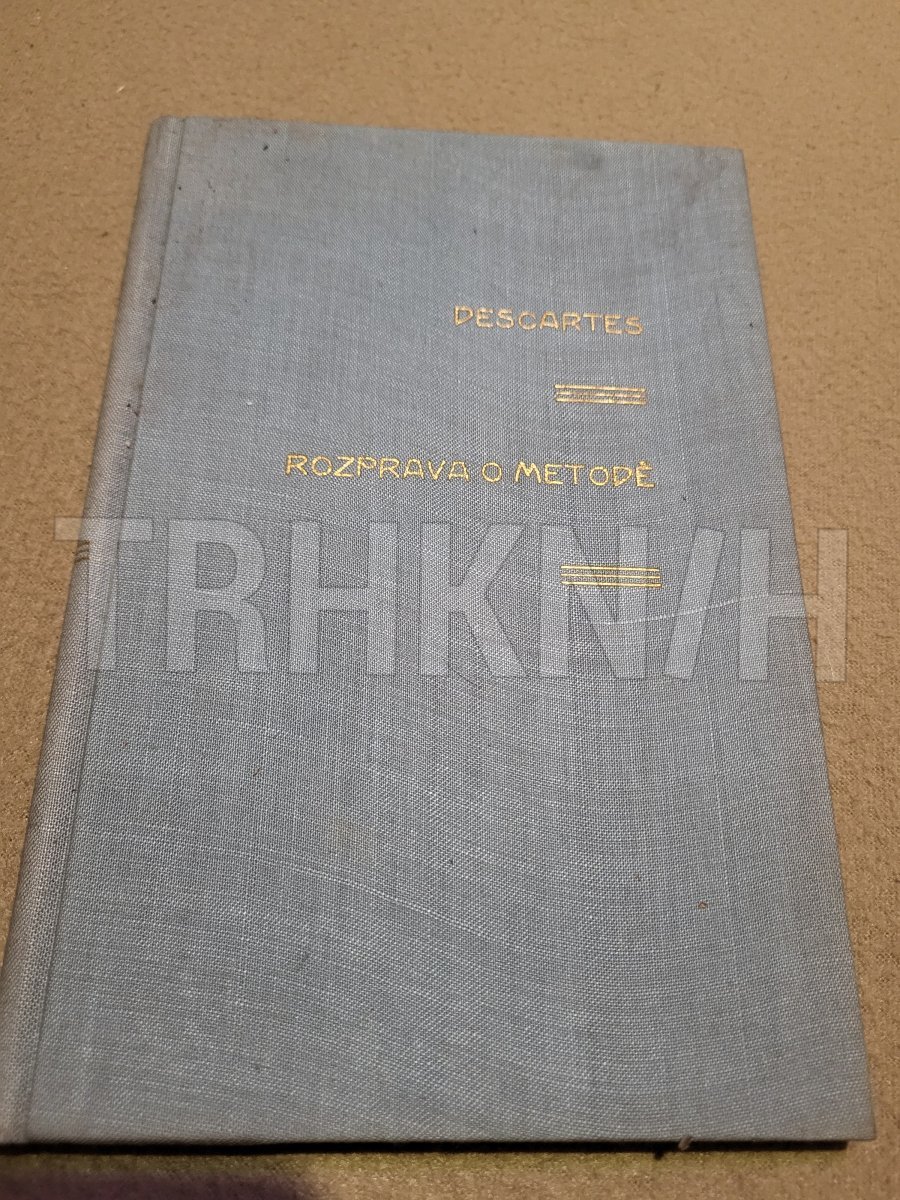 DESCARTES
ROZPRAVA O METODĚ
TRHKNIH